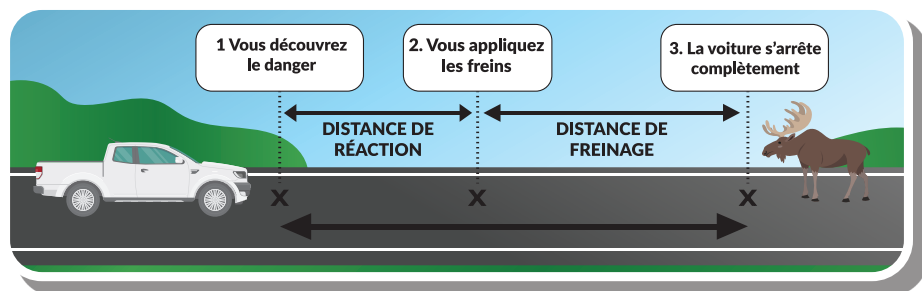 1 Vous découvrez
le danger
2. Vous appliquez
les freins
3. La voiture s’arrête
complètement
DISTANCE DE
RÉACTION
DISTANCE DE
FREINAGE
X
X
X